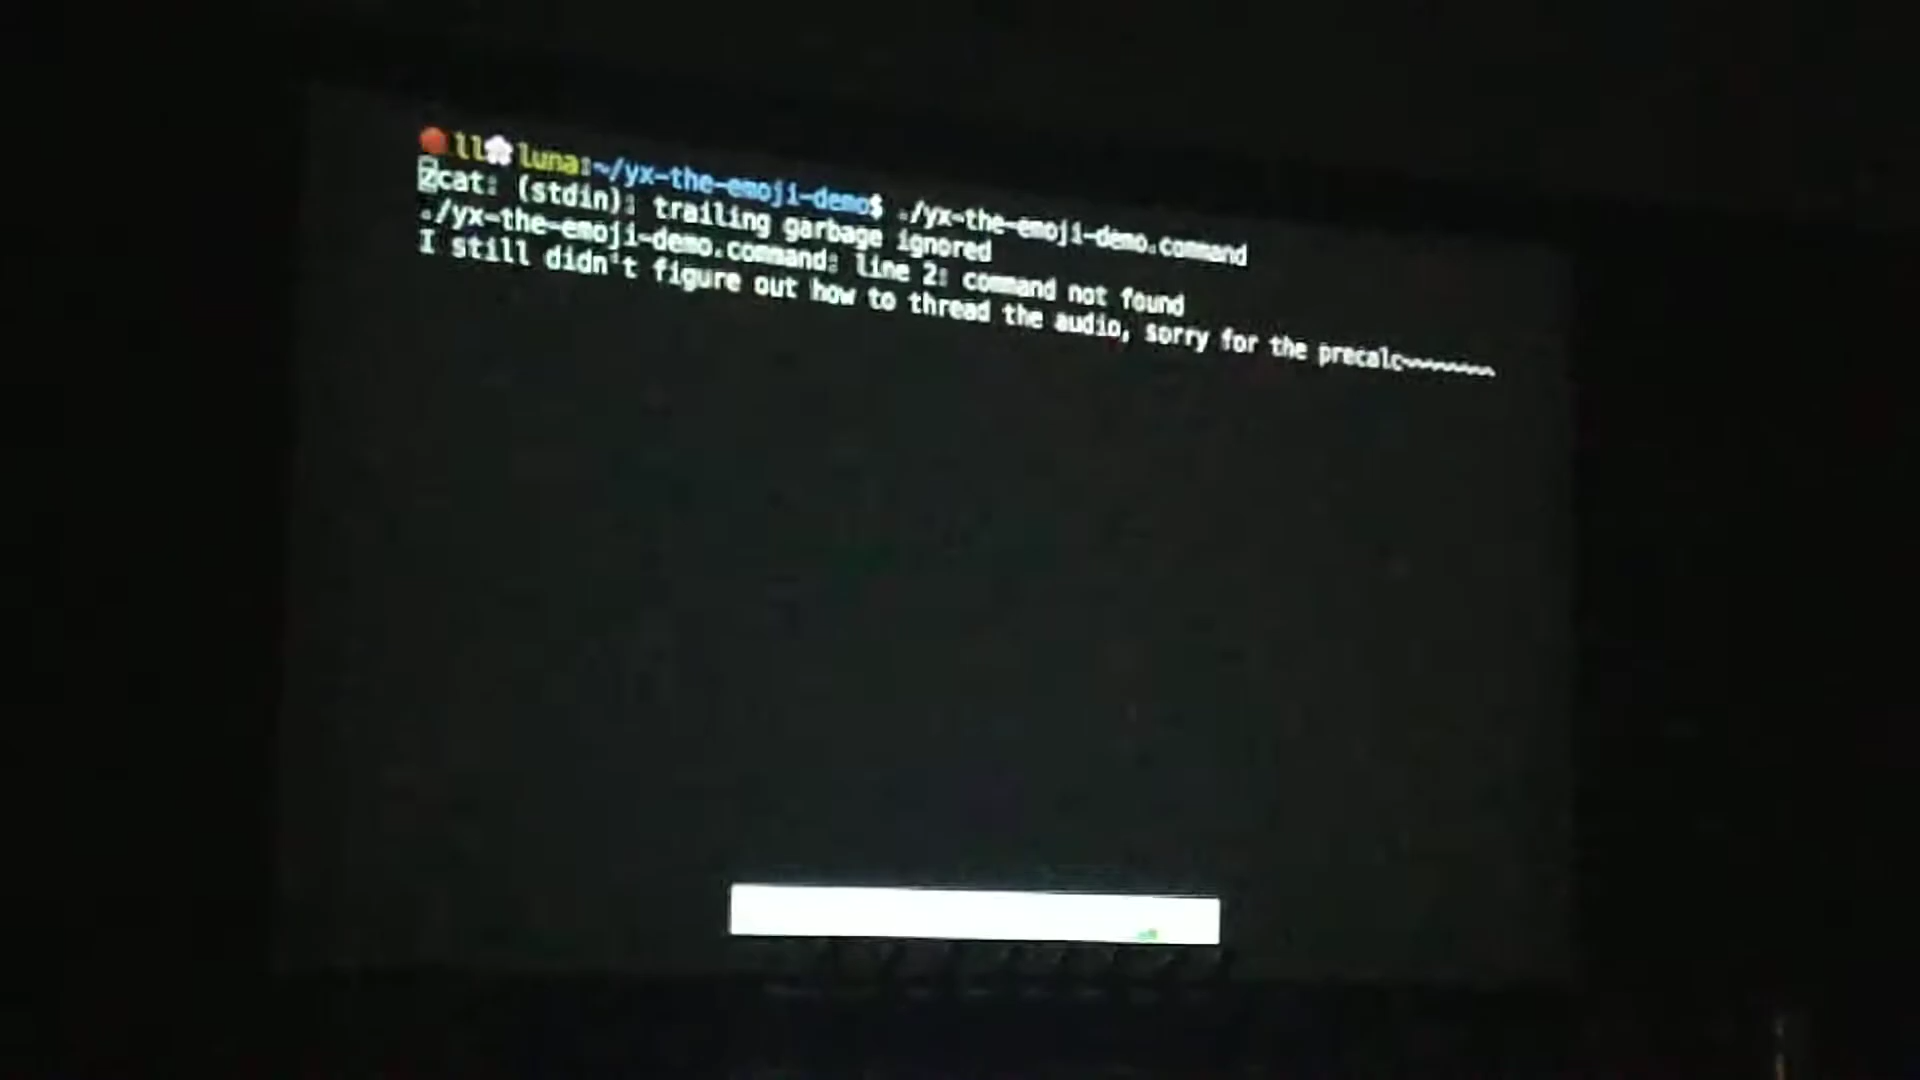 🔴ll🌸luna:~/yx-the-emoji-demo$ ./yx-the-emoji-demo.command
zcat: (stdin): trailing garbage ignored
./yx-the-emoji-demo.command: line 2: command not found
I still didn't figure out how to thread the audio, sorry for the precalc~~~~~~~~